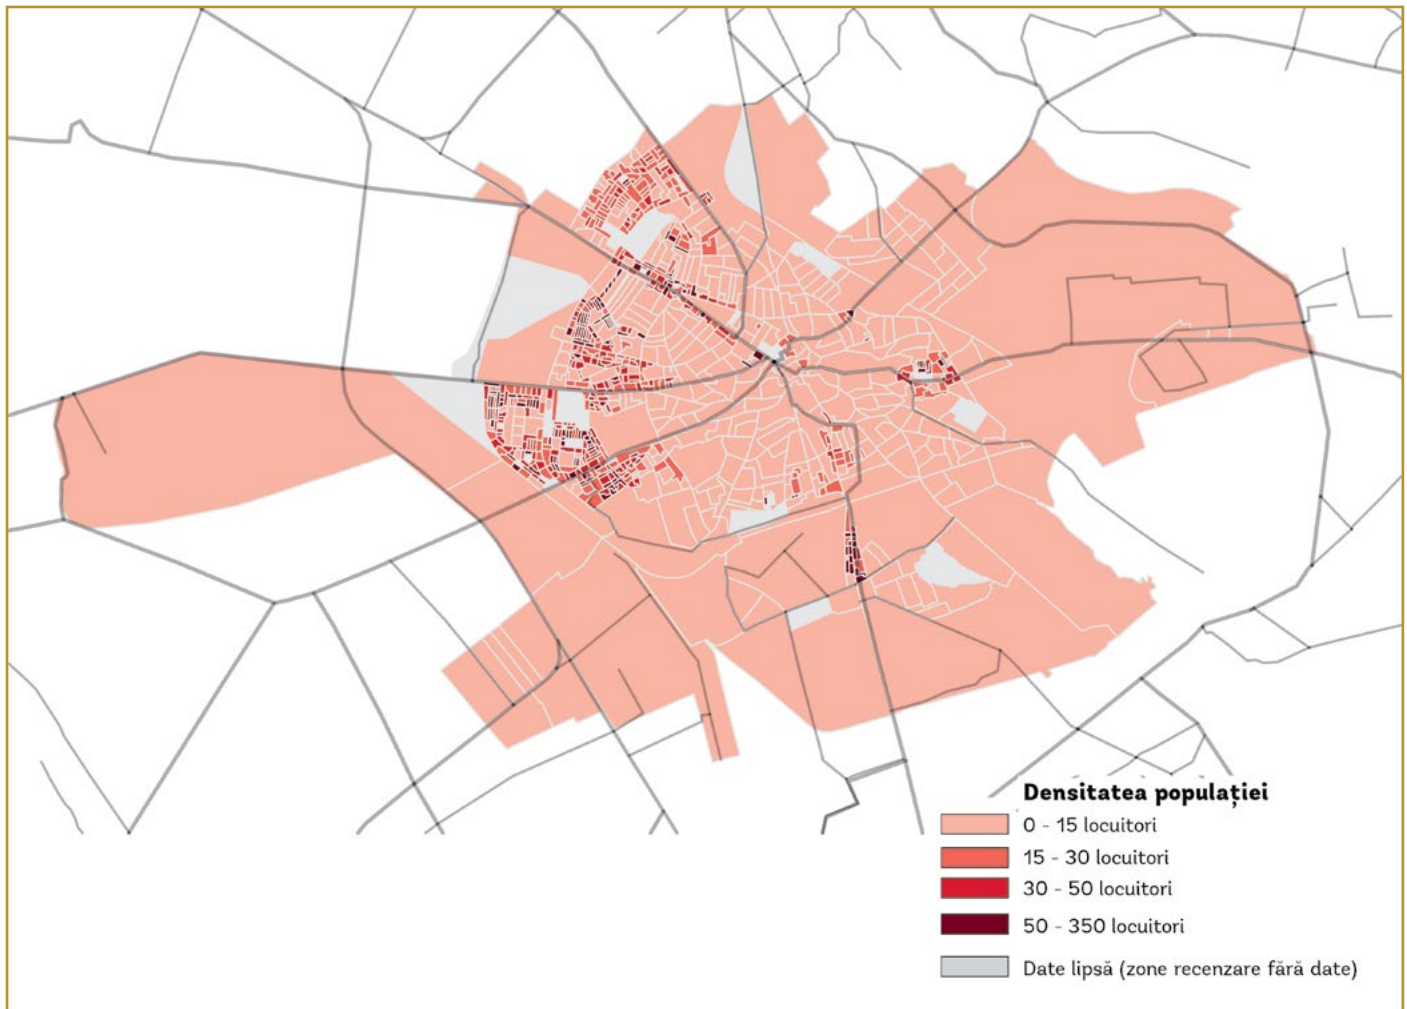 Densitatea populației
0 - 15 locuitori
15 - 30 locuitori
30 - 50 locuitori
50 - 350 locuitori
Date lipsă (zone recenzare fără date)